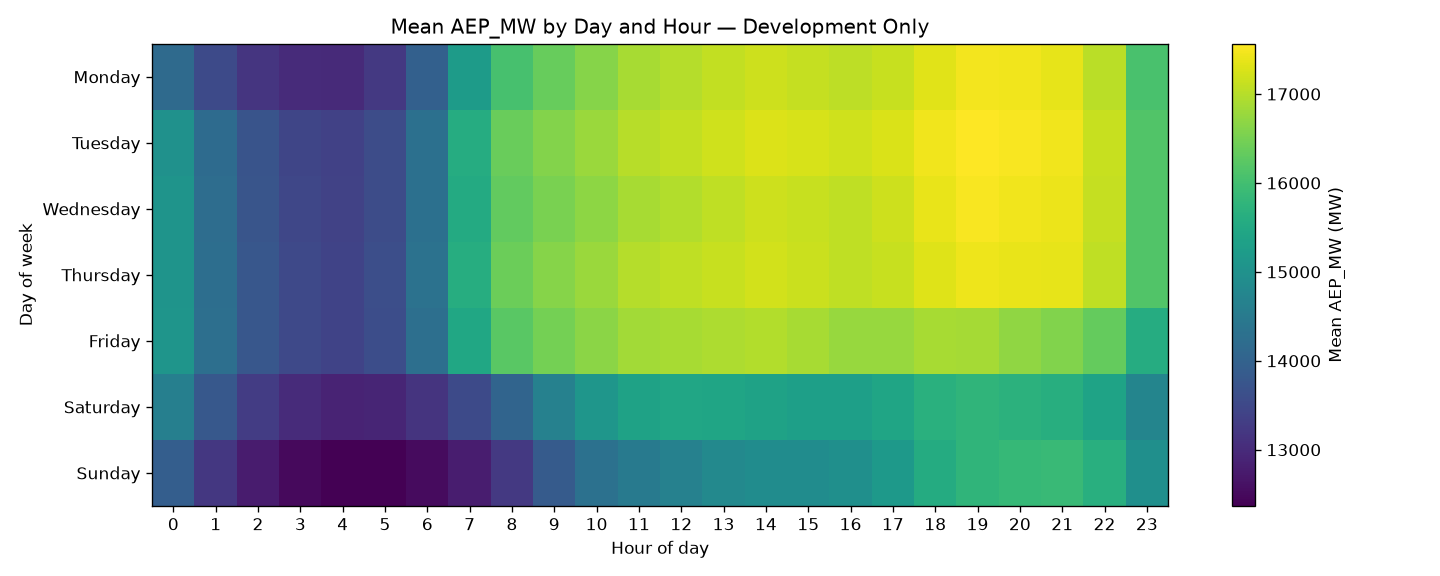 Mean AEP_MW by Day and Hour — Development Only
Day of week
Monday
Tuesday
Wednesday
Thursday
Friday
Saturday
Sunday
0 1 2 3 4 5 6 7 8 9 10 11 12 13 14 15 16 17 18 19 20 21 22 23
Hour of day
17000
16000
15000
14000
13000
Mean AEP_MW (MW)